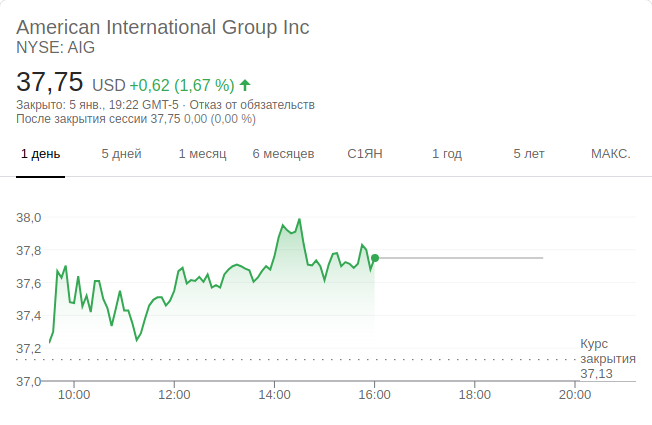 American International Group Inc
NYSE: AIG
37,75 USD +0,62 (1,67 %)
Закрыто: 5 янв., 19:22 GMT-5 · Отказ от обязательств
После закрытия сессии 37,75 0,00 (0,00 %)
1 день 5 дней 1 месяц 6 месяцев С1ЯН 1 год 5 лет МАКС.
38,0
37,8
37,6
37,4
37,2
37,0
Курс
закрытия
37,13
10:00 12:00 14:00 16:00 18:00 20:00